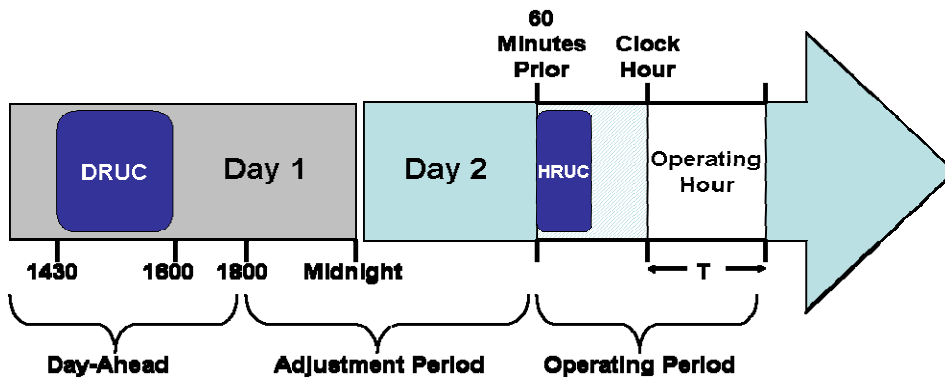 60
Minutes
Prior
Clock
Hour
DRUC
Day 1
Day 2
HRUC
Operating
Hour
1430
1600
1800
Midnight
T
Day-Ahead
Adjustment Period
Operating Period